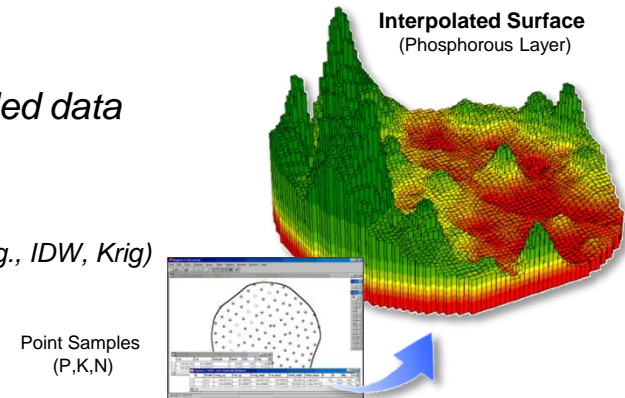 Interpolated Surface
(Phosphorous Layer)
led data
g., IDW, Krig)
Point Samples
(P,K,N)